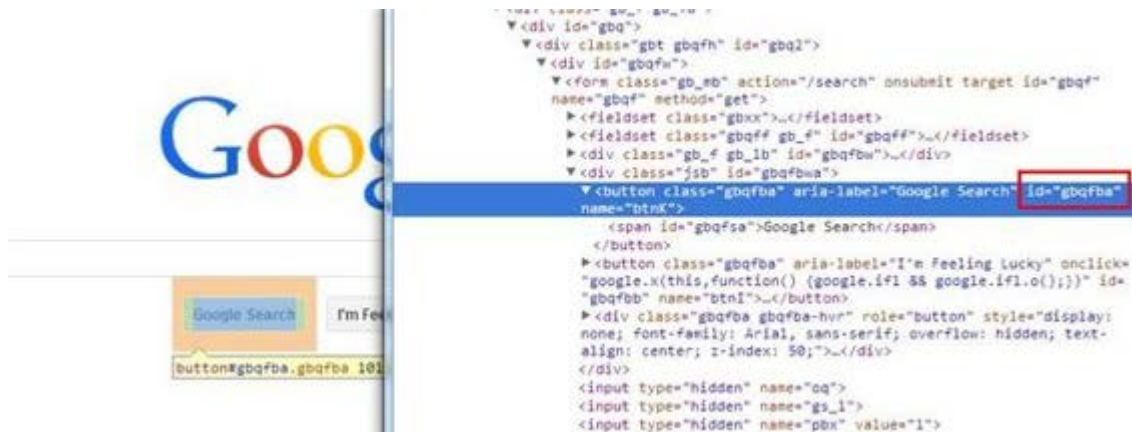 Goog
Google Search
I'm Fee
button#gbqfba.gbqfba 101
▼<div id="gbq">
▼<div class="gbt gbqfh" id="gbq2">
▼<div id="gbqfw">
▼<form class="gb_mb" action="/search" onsubmit target id="gbqf"
name="gbqf" method="get">
▶<fieldset class="gbxx">…</fieldset>
▶<fieldset class="gbqff gb_f" id="gbqff">…</fieldset>
▶<div class="gb_f gb_lb" id="gbqfbw">…</div>
▼<div class="jsb" id="gbqfbwa">
▼<button class="gbqfba" aria-label="Google Search" id="gbqfba"
name="btnK">
<span id="gbqfsa">Google Search</span>
</button>
▶<button class="gbqfba" aria-label="I'm Feeling Lucky" onclick=
"google.x(this,function() {google.ifl && google.ifl.o();})" id=
"gbqfbb" name="btnI">…</button>
▶<div class="gbqfba gbqfba-hvr" role="button" style="display:
none; font-family: Arial, sans-serif; overflow: hidden; text-
align: center; z-index: 50;">…</div>
</div>
<input type="hidden" name="oq">
<input type="hidden" name="gs_l">
<input type="hidden" name="pbx" value="1">